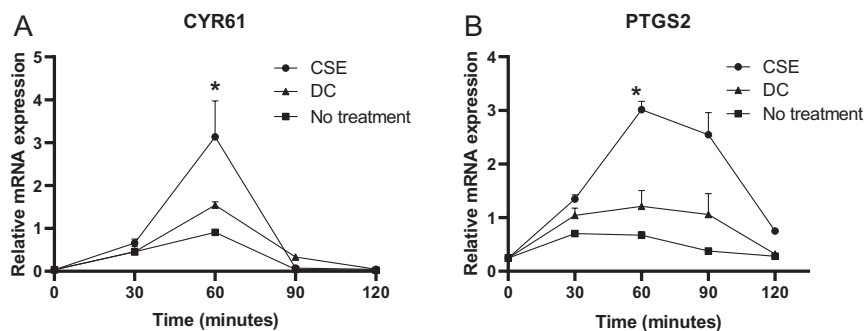 A
CYR61
Relative mRNA expression
5
4
3
2
1
0
*
CSE
DC
No treatment
0 30 60 90 120
Time (minutes)
B
PTGS2
Relative mRNA expression
4
3
2
1
0
*
CSE
DC
No treatment
0 30 60 90 120
Time (minutes)